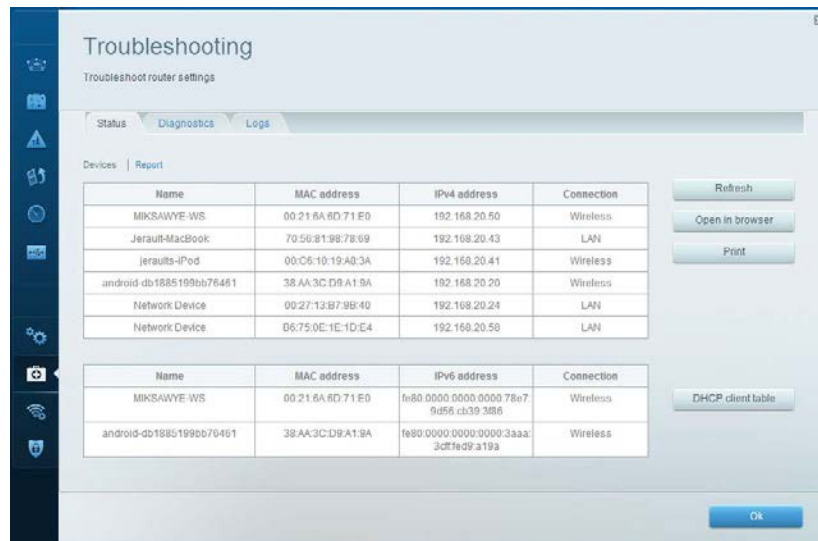 Troubleshooting
Troubleshoot router settings
Status Diagnostics Logs
Devices | Report
Name MAC address IPv4 address Connection
MIKSAWYE-WS 00:21:6A:6D:71:E0 192.168.20.50 Wireless
Jerault-MacBook 70:56:81:98:78:69 192.168.20.43 LAN
jeraults-iPod 00:C6:10:19:A8:3A 192.168.20.41 Wireless
android-db1885199bb76461 38:AA:3C:D9:A1:9A 192.168.20.20 Wireless
Network Device 00:27:13:B7:9B:40 192.168.20.24 LAN
Network Device B6:75:0E:1E:1D:E4 192.168.20.58 LAN
Refresh
Open in browser
Print
Name MAC address IPv6 address Connection
MIKSAWYE-WS 00:21:6A:6D:71:E0 fe80:0000:0000:0000:78e7: Wireless
9d56:cb39:3f86
android-db1885199bb76461 38:AA:3C:D9:A1:9A fe80:0000:0000:0000:3aaa: Wireless
3cff:fed9:a19a
DHCP client table
Ok